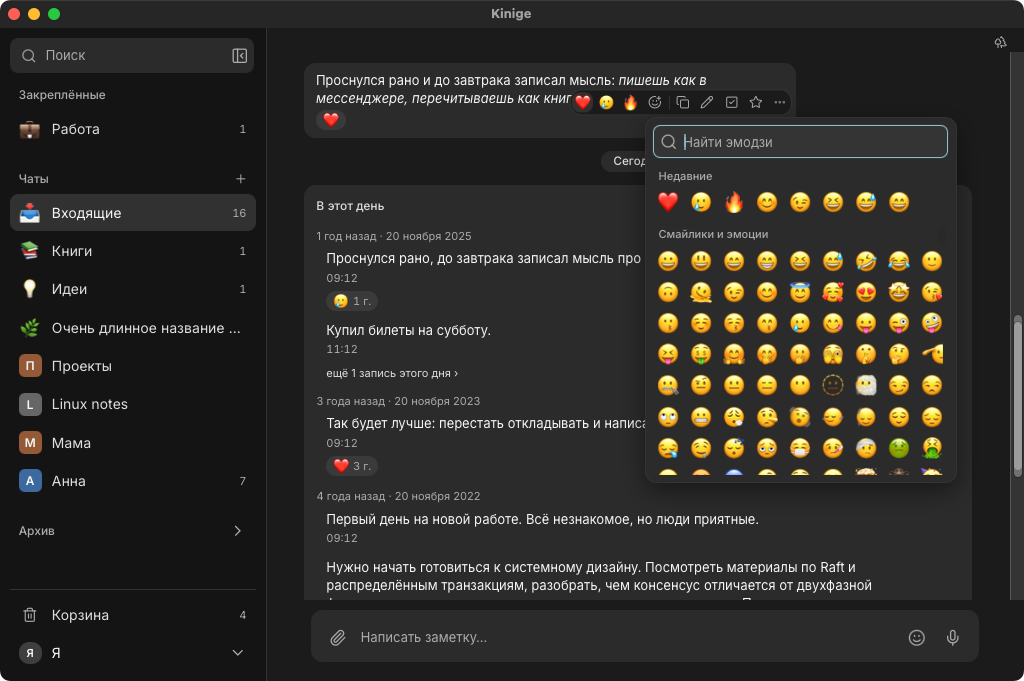 Kinige
Поиск
Закреплённые
Работа 1
Чаты
Входящие 16
Книги 1
Идеи 1
Очень длинное название ...
П Проекты
L Linux notes
М Мама
А Анна 7
Архив
Корзина 4
Я Я
Проснулся рано и до завтрака записал мысль: пишешь как в
мессенджере, перечитываешь как книг
Сегод
В этот день
1 год назад · 20 ноября 2025
Проснулся рано, до завтрака записал мысль про
09:12
1 г.
Купил билеты на субботу.
11:12
ещё 1 запись этого дня ›
3 года назад · 20 ноября 2023
Так будет лучше: перестать откладывать и написа
09:12
3 г.
4 года назад · 20 ноября 2022
Первый день на новой работе. Всё незнакомое, но люди приятные.
09:12
Нужно начать готовиться к системному дизайну. Посмотреть материалы по Raft и
распределённым транзакциям, разобрать, чем консенсус отличается от двухфазной
Найти эмодзи
Недавние
Смайлики и эмоции
Написать заметку...